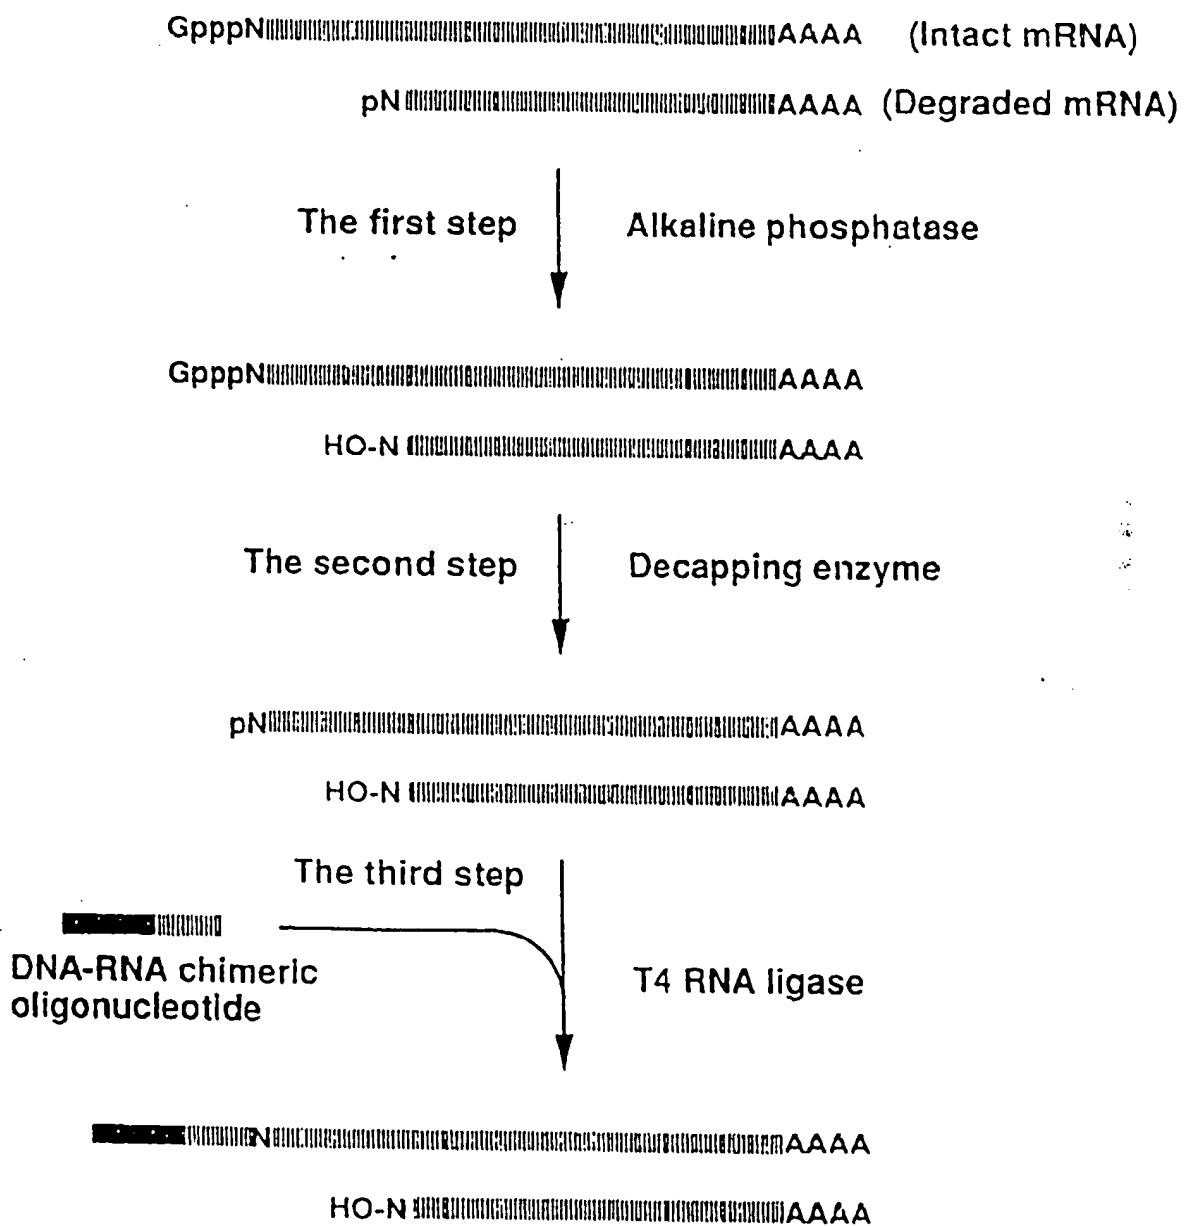 GpppN AAAA (Intact mRNA)
pN AAAA (Degraded mRNA)
The first step Alkaline phosphatase
GpppN AAAA
HO-N AAAA
The second step Decapping enzyme
pN AAAA
HO-N AAAA
The third step
DNA-RNA chimeric
oligonucleotide
T4 RNA ligase
N AAAA
HO-N AAAA